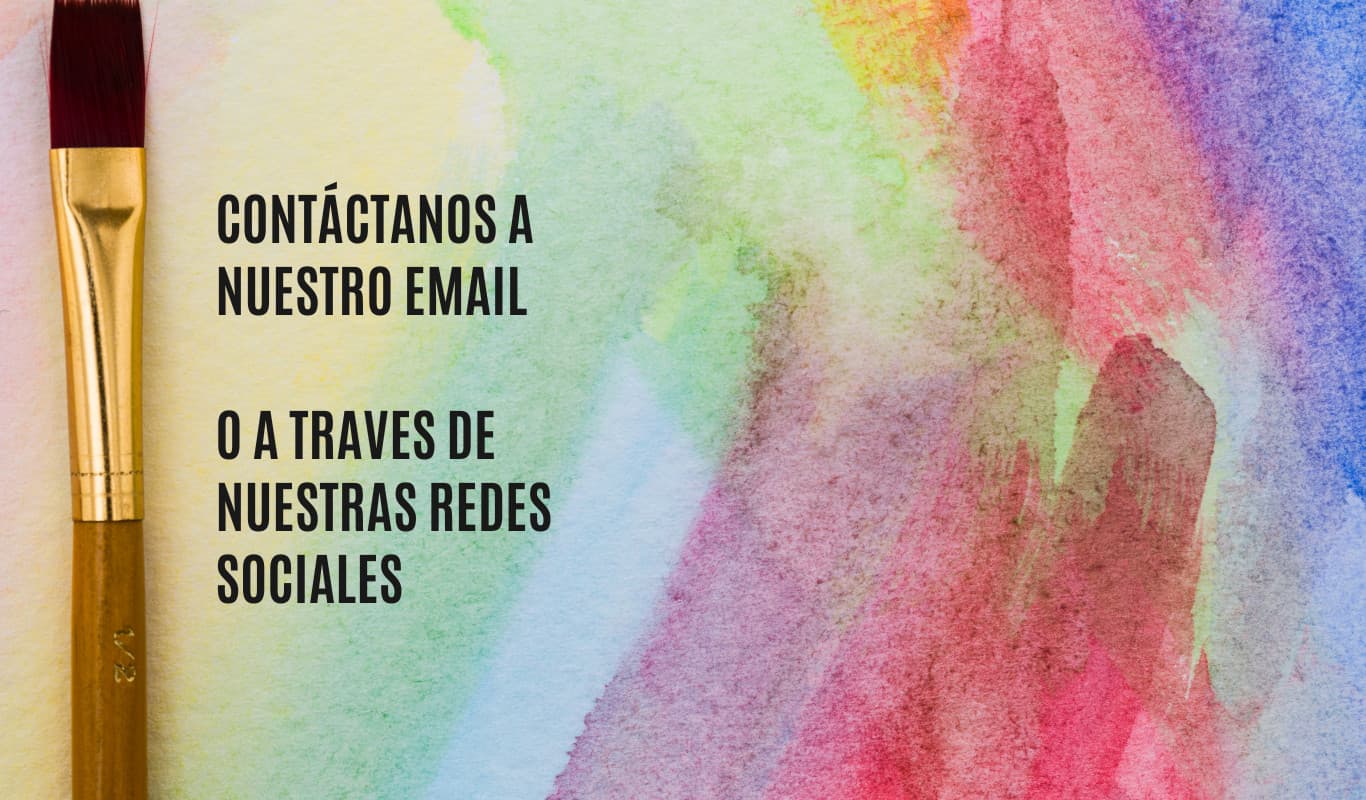 CONTÁCTANOS A
NUESTRO EMAIL
O A TRAVES DE
NUESTRAS REDES
SOCIALES
1/2